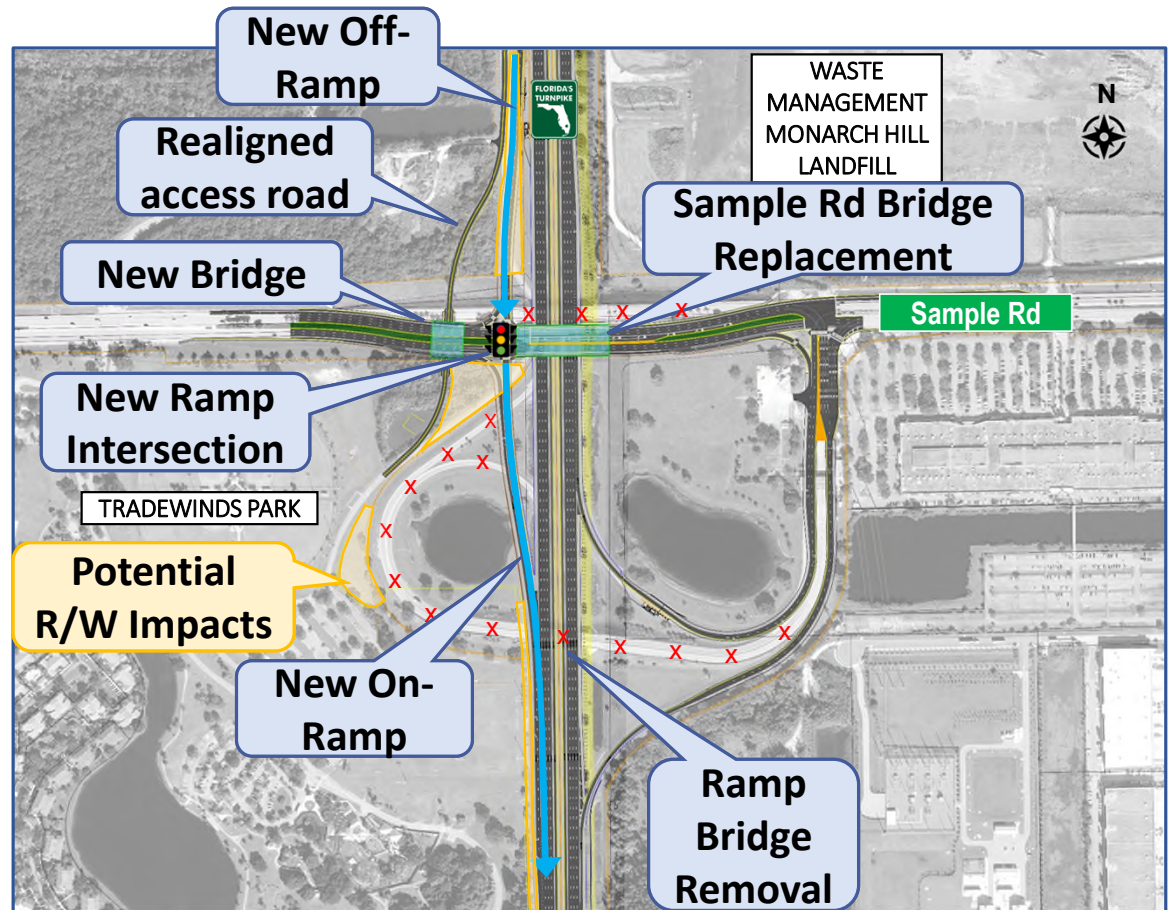 New Off-
Ramp
FLORIDA'S
TURNPIKE
WASTE
MANAGEMENT
MONARCH HILL
LANDFILL
N
Realigned
access road
Sample Rd Bridge
Replacement
New Bridge
X X X X
Sample Rd
New Ramp
Intersection
X
X
X
X
TRADEWINDS PARK
X
Potential
R/W Impacts
X
X
X
X
X
X
X
X
New On-
Ramp
Ramp
Bridge
Removal